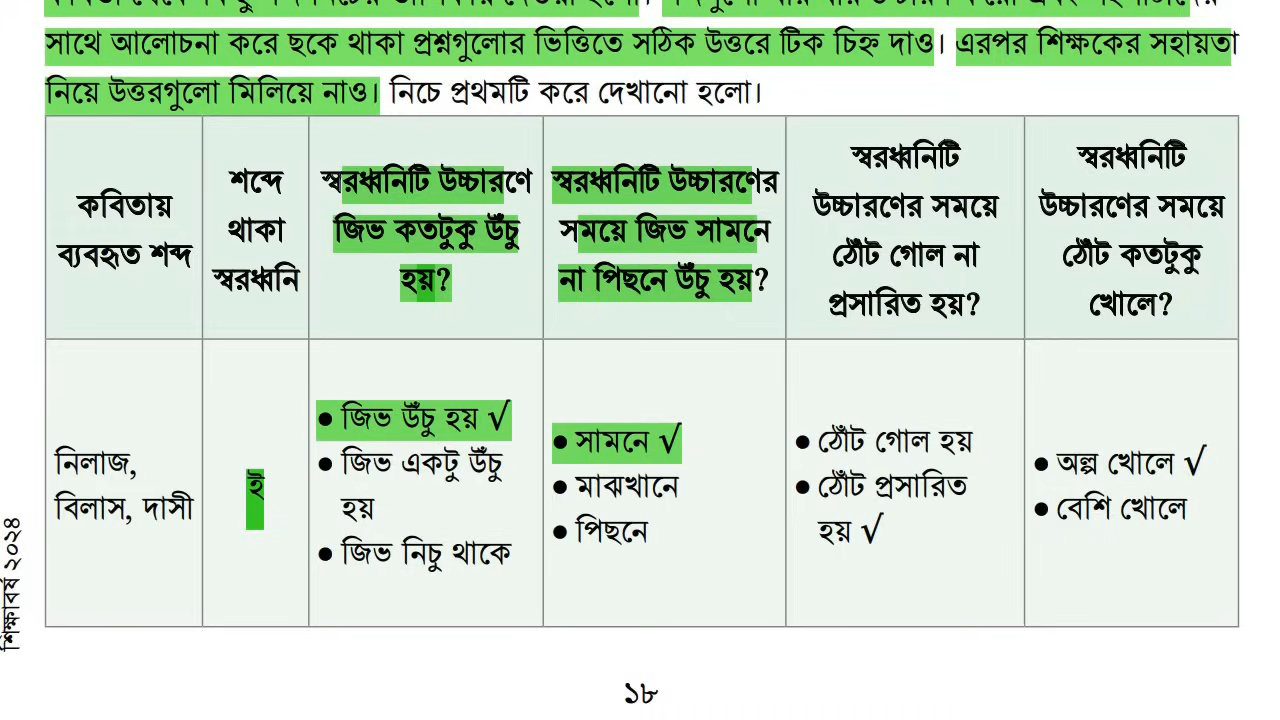 সাথে আলোচনা করে ছকে থাকা প্রশ্নগুলোর ভিত্তিতে সঠিক উত্তরে টিক চিহ্ন দাও। এরপর শিক্ষকের সহায়তা
নিয়ে উত্তরগুলো মিলিয়ে নাও। নিচে প্রথমটি করে দেখানো হলো।
কবিতায়
ব্যবহৃত শব্দ
শব্দে
থাকা
স্বরধ্বনি
স্বরধ্বনিটি উচ্চারণে
জিভ কতটুকু উঁচু
হয়?
স্বরধ্বনিটি উচ্চারণের
সময়ে জিভ সামনে
না পিছনে উঁচু হয়?
স্বরধ্বনিটি
উচ্চারণের সময়ে
ঠোঁট গোল না
প্রসারিত হয়?
স্বরধ্বনিটি
উচ্চারণের সময়ে
ঠোঁট কতটুকু
খোলে?
নিলাজ,
বিলাস, দাসী
ই
● জিভ উঁচু হয় √
● জিভ একটু উঁচু
হয়
● জিভ নিচু থাকে
● সামনে √
● মাঝখানে
● পিছনে
● ঠোঁট গোল হয়
● ঠোঁট প্রসারিত
হয় √
● অল্প খোলে √
● বেশি খোলে
শিক্ষাবর্ষ ২০২৪
১৮